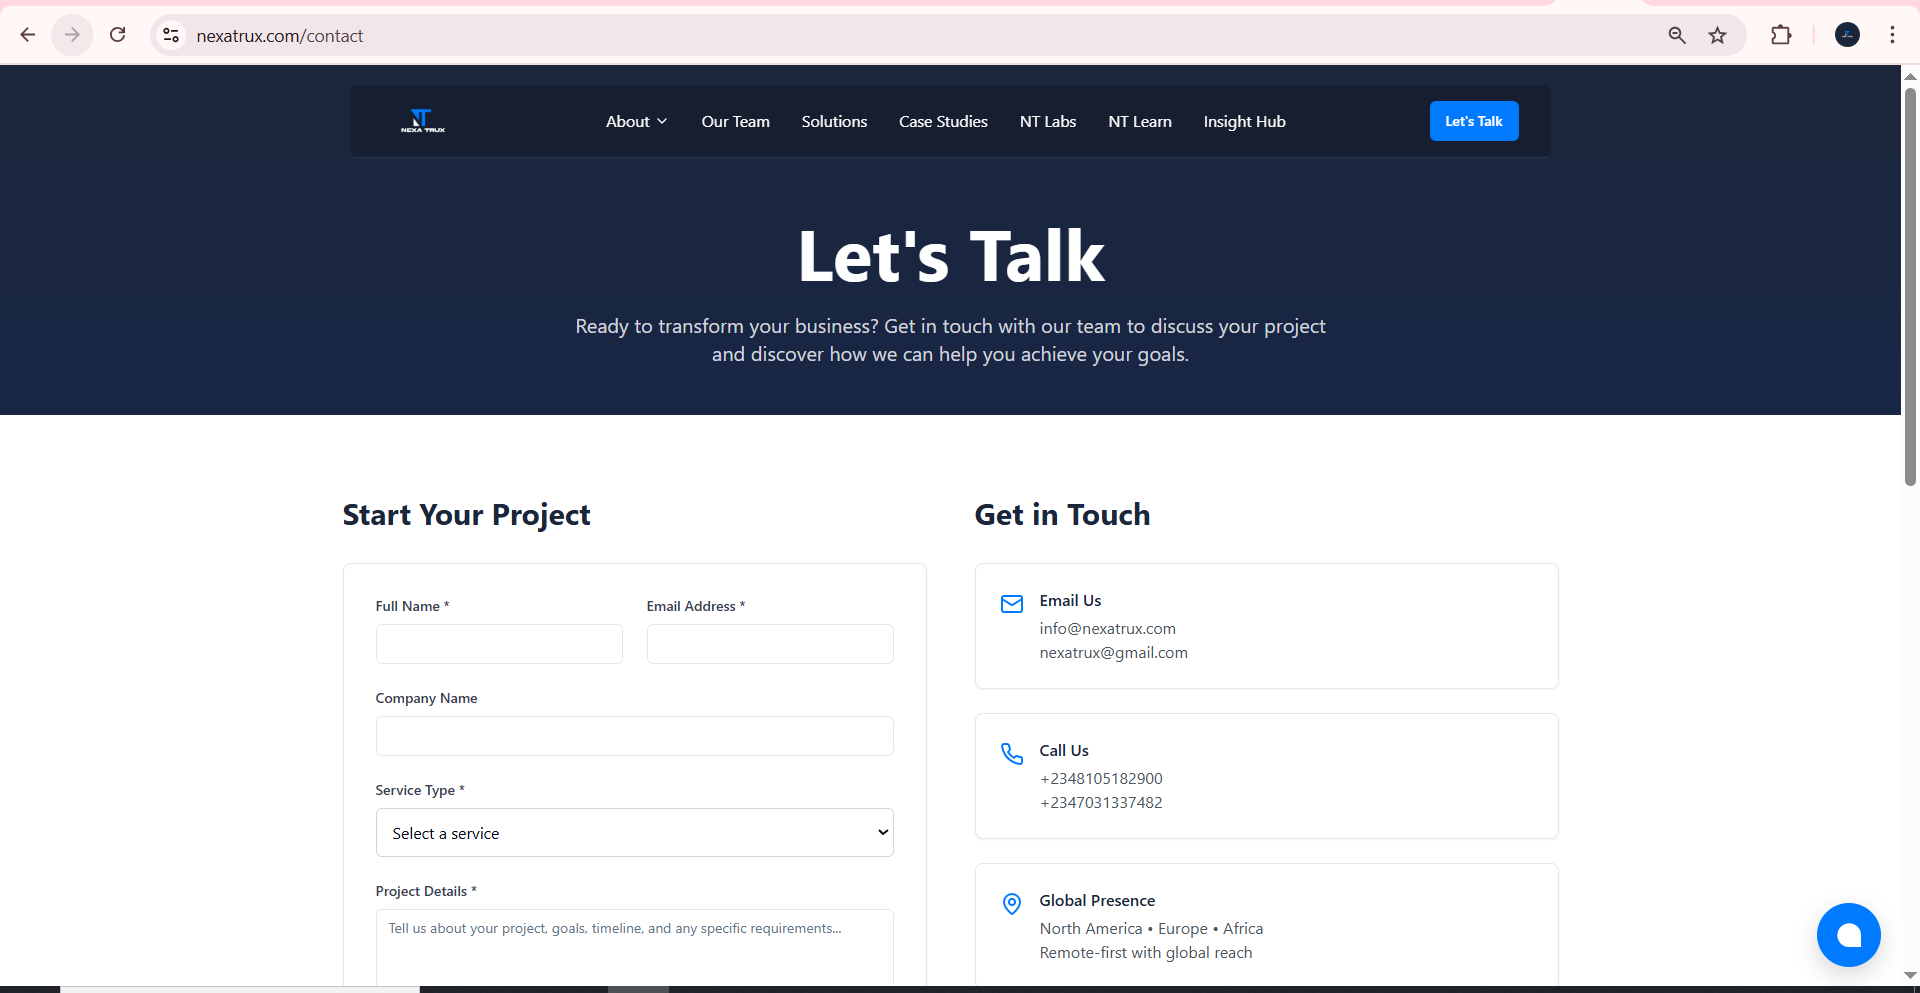 nexatrux.com/contact
NEXA TRUX
About
Our Team
Solutions
Case Studies
NT Labs
NT Learn
Insight Hub
Let's Talk
Let's Talk
Ready to transform your business? Get in touch with our team to discuss your project
and discover how we can help you achieve your goals.
Start Your Project
Full Name *
Email Address *
Company Name
Service Type *
Select a service
Project Details *
Tell us about your project, goals, timeline, and any specific requirements...
Get in Touch
Email Us
info@nexatrux.com
nexatrux@gmail.com
Call Us
+2348105182900
+2347031337482
Global Presence
North America • Europe • Africa
Remote-first with global reach